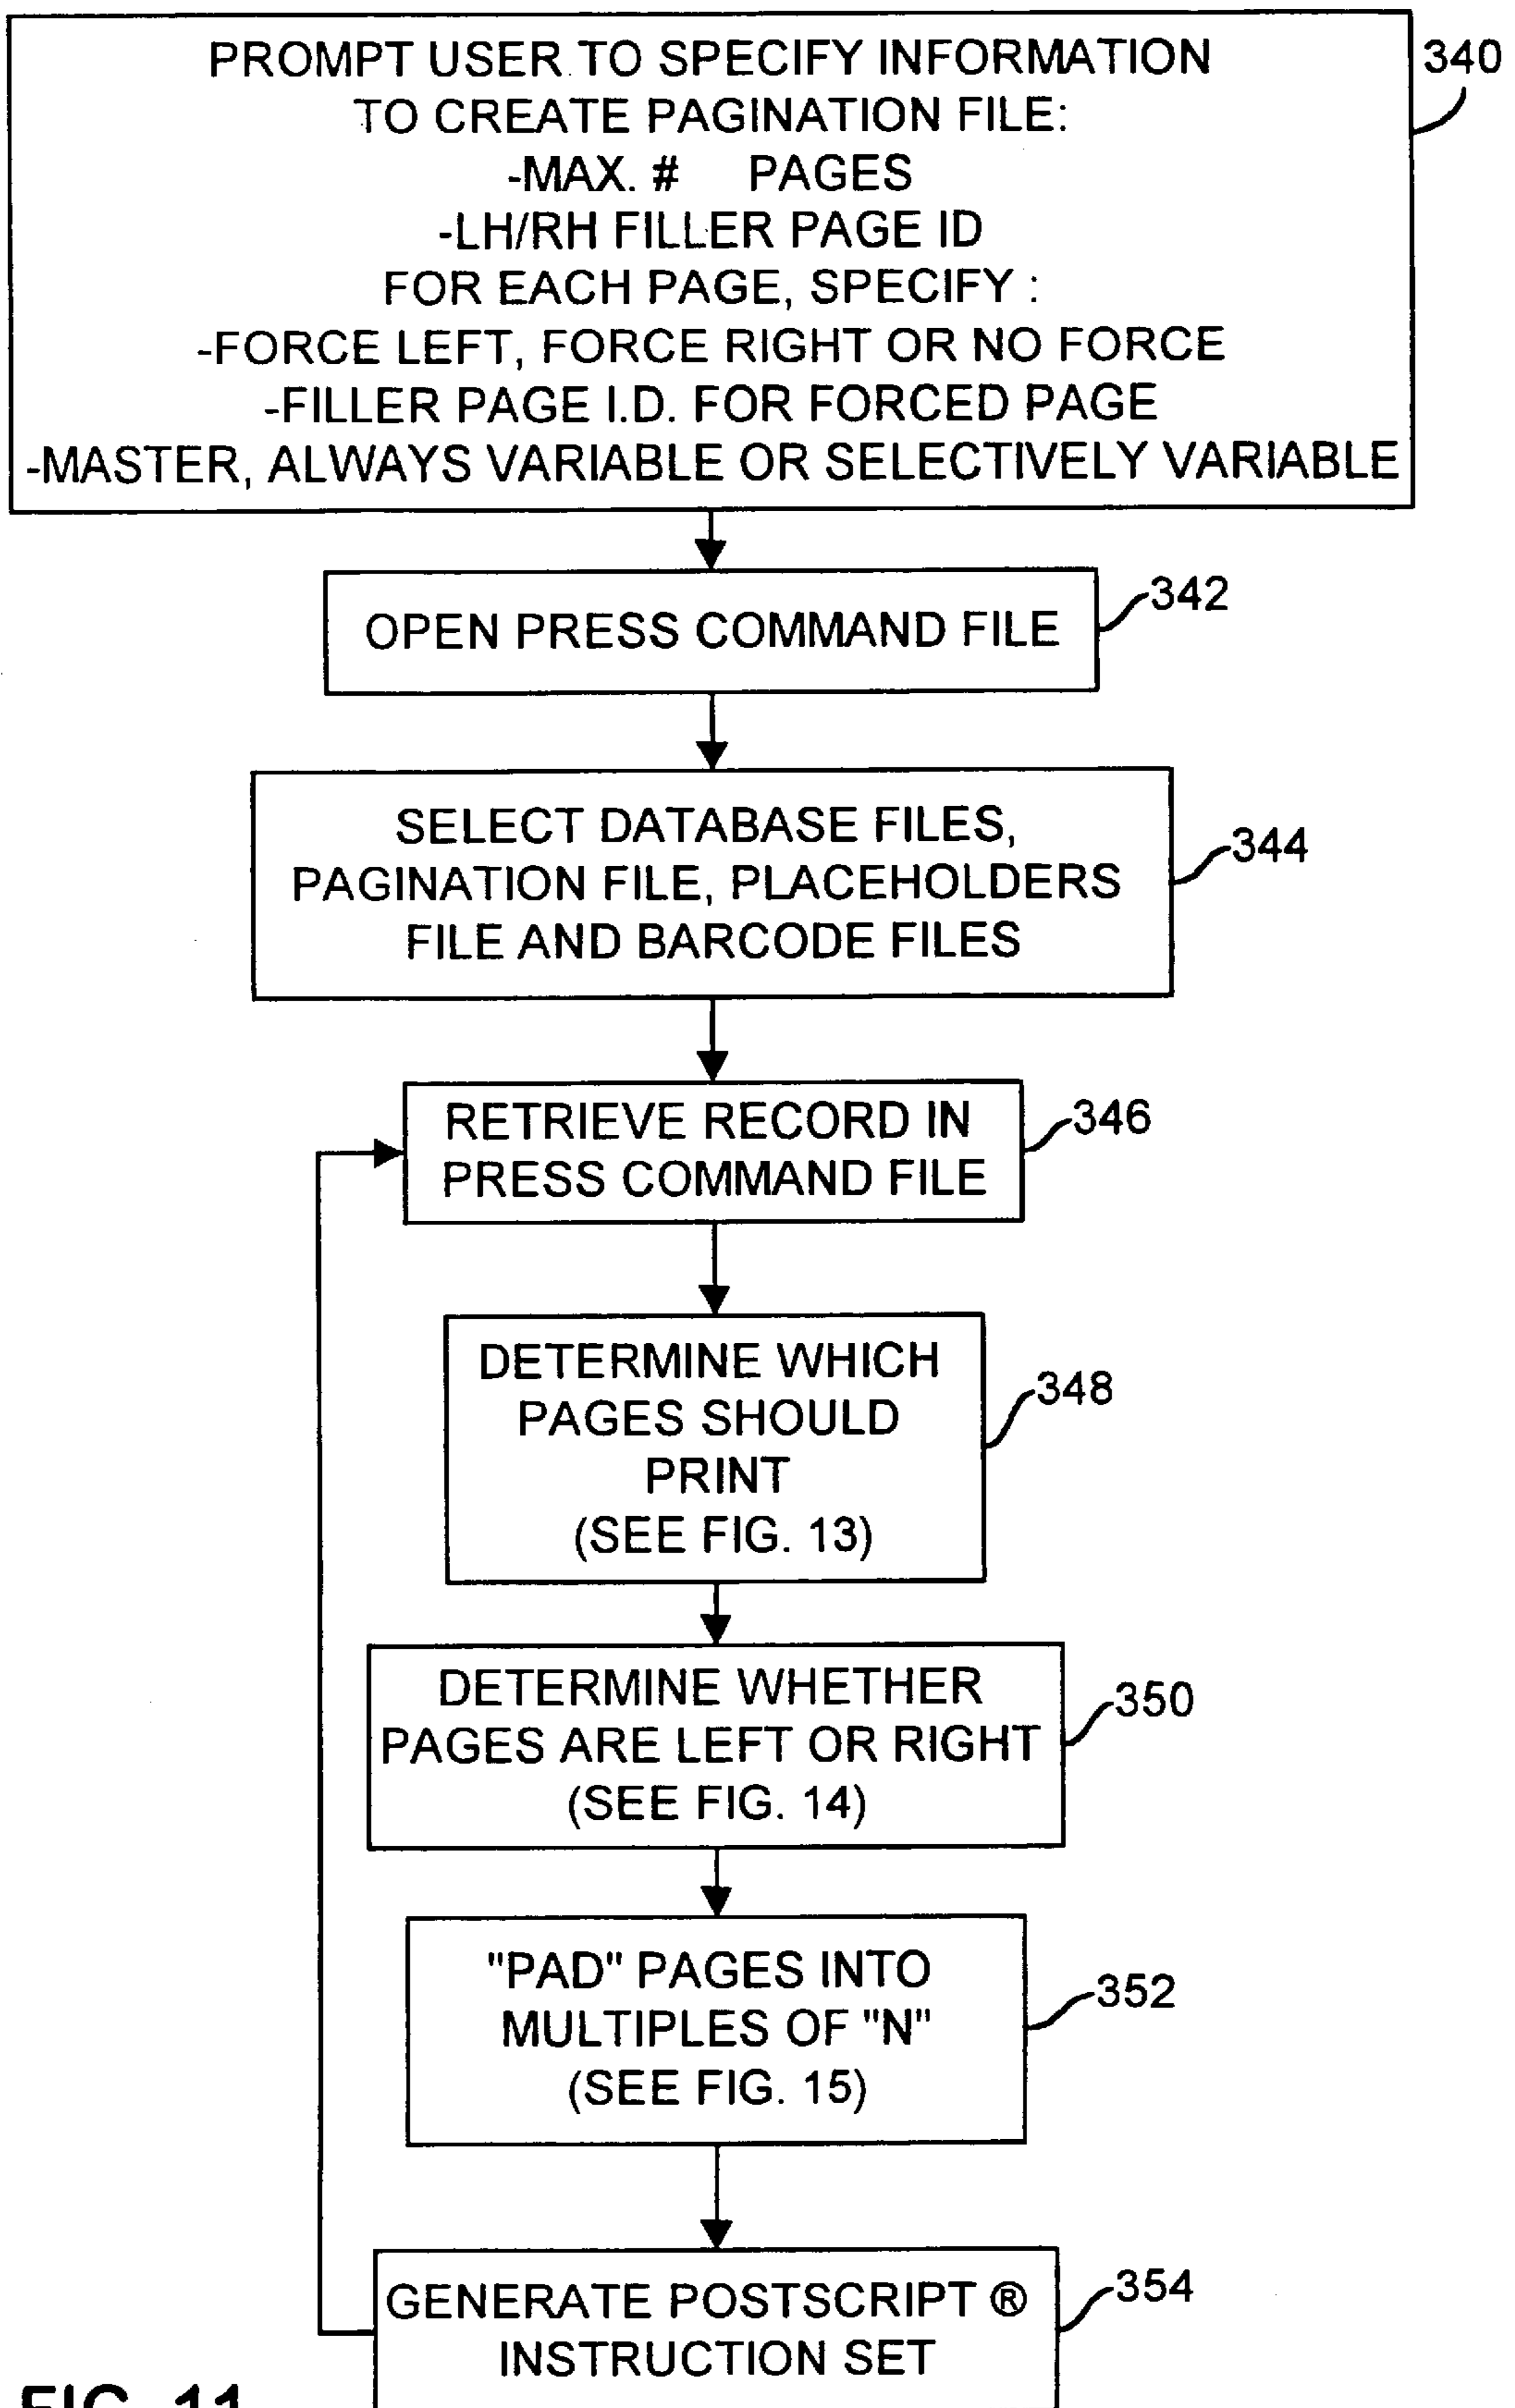 PROMPT USER TO SPECIFY INFORMATION
TO CREATE PAGINATION FILE:
-MAX. # PAGES
-LH/RH FILLER PAGE ID
FOR EACH PAGE, SPECIFY :
-FORCE LEFT, FORCE RIGHT OR NO FORCE
-FILLER PAGE I.D. FOR FORCED PAGE
-MASTER, ALWAYS VARIABLE OR SELECTIVELY VARIABLE
340
OPEN PRESS COMMAND FILE
342
SELECT DATABASE FILES,
PAGINATION FILE, PLACEHOLDERS
FILE AND BARCODE FILES
344
RETRIEVE RECORD IN
PRESS COMMAND FILE
346
DETERMINE WHICH
PAGES SHOULD
PRINT
(SEE FIG. 13)
348
DETERMINE WHETHER
PAGES ARE LEFT OR RIGHT
(SEE FIG. 14)
350
"PAD" PAGES INTO
MULTIPLES OF "N"
(SEE FIG. 15)
352
GENERATE POSTSCRIPT ®
INSTRUCTION SET
354
FIG. 11